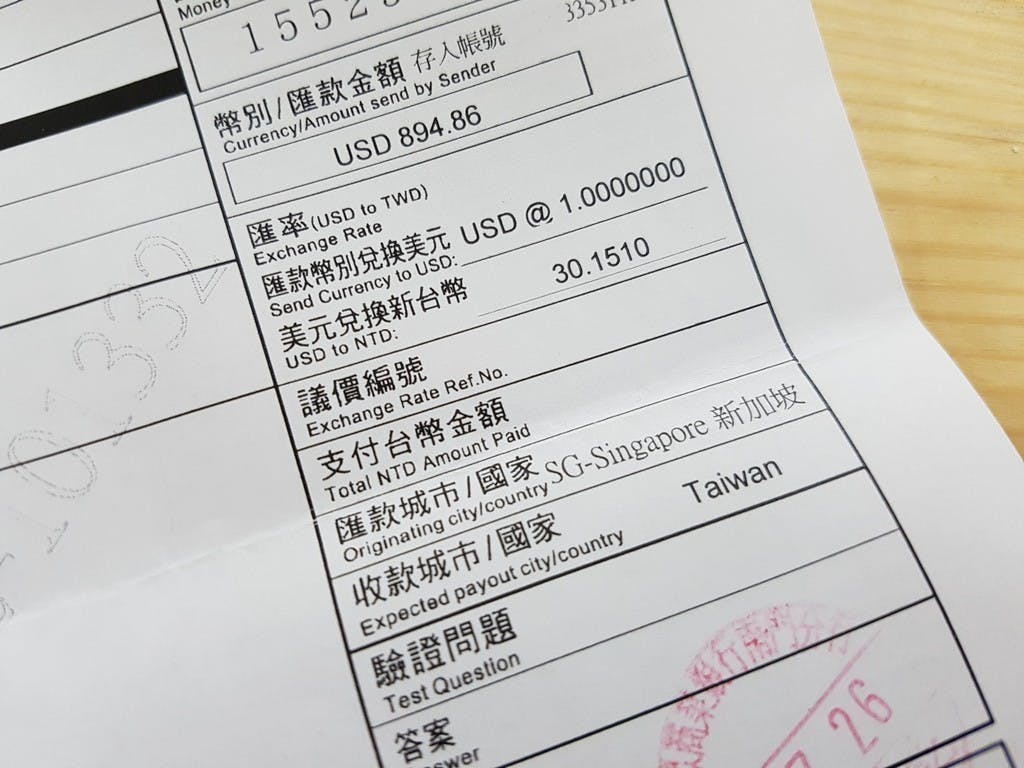 Money
1552
33531
幣別/匯款金額 存入帳號
Currency/Amount send by Sender
USD 894.86
匯率(USD to TWD)
Exchange Rate
匯款幣別兌換美元 USD @ 1.0000000
Send Currency to USD:
美元兌換新台幣 30.1510
USD to NTD:
議價編號
Exchange Rate Ref.No.
支付台幣金額
Total NTD Amount Paid
匯款城市/國家 SG-Singapore 新加坡
Originating city/country
收款城市/國家 Taiwan
Expected payout city/country
驗證問題
Test Question
答案
swer
26
1032